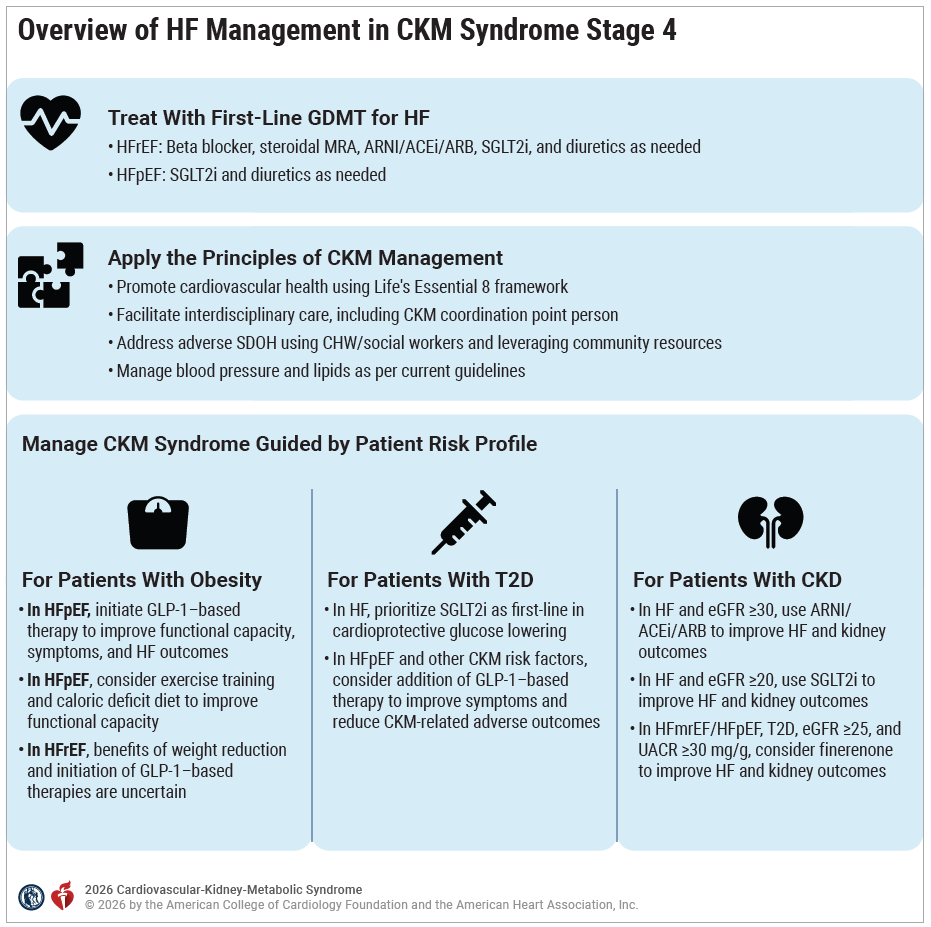 Overview of HF Management in CKM Syndrome Stage 4
Treat With First-Line GDMT for HF
• HFrEF: Beta blocker, steroidal MRA, ARNI/ACEi/ARB, SGLT2i, and diuretics as needed
• HFpEF: SGLT2i and diuretics as needed
Apply the Principles of CKM Management
• Promote cardiovascular health using Life's Essential 8 framework
• Facilitate interdisciplinary care, including CKM coordination point person
• Address adverse SDOH using CHW/social workers and leveraging community resources
• Manage blood pressure and lipids as per current guidelines
Manage CKM Syndrome Guided by Patient Risk Profile
For Patients With Obesity
• In HFpEF, initiate GLP-1–based
therapy to improve functional capacity,
symptoms, and HF outcomes
• In HFpEF, consider exercise training
and caloric deficit diet to improve
functional capacity
• In HFrEF, benefits of weight reduction
and initiation of GLP-1–based
therapies are uncertain
For Patients With T2D
• In HF, prioritize SGLT2i as first-line in
cardioprotective glucose lowering
• In HFpEF and other CKM risk factors,
consider addition of GLP-1–based
therapy to improve symptoms and
reduce CKM-related adverse outcomes
For Patients With CKD
• In HF and eGFR ≥30, use ARNI/
ACEi/ARB to improve HF and kidney
outcomes
• In HF and eGFR ≥20, use SGLT2i to
improve HF and kidney outcomes
• In HFmrEF/HFpEF, T2D, eGFR ≥25, and
UACR ≥30 mg/g, consider finerenone
to improve HF and kidney outcomes
2026 Cardiovascular-Kidney-Metabolic Syndrome
© 2026 by the American College of Cardiology Foundation and the American Heart Association, Inc.